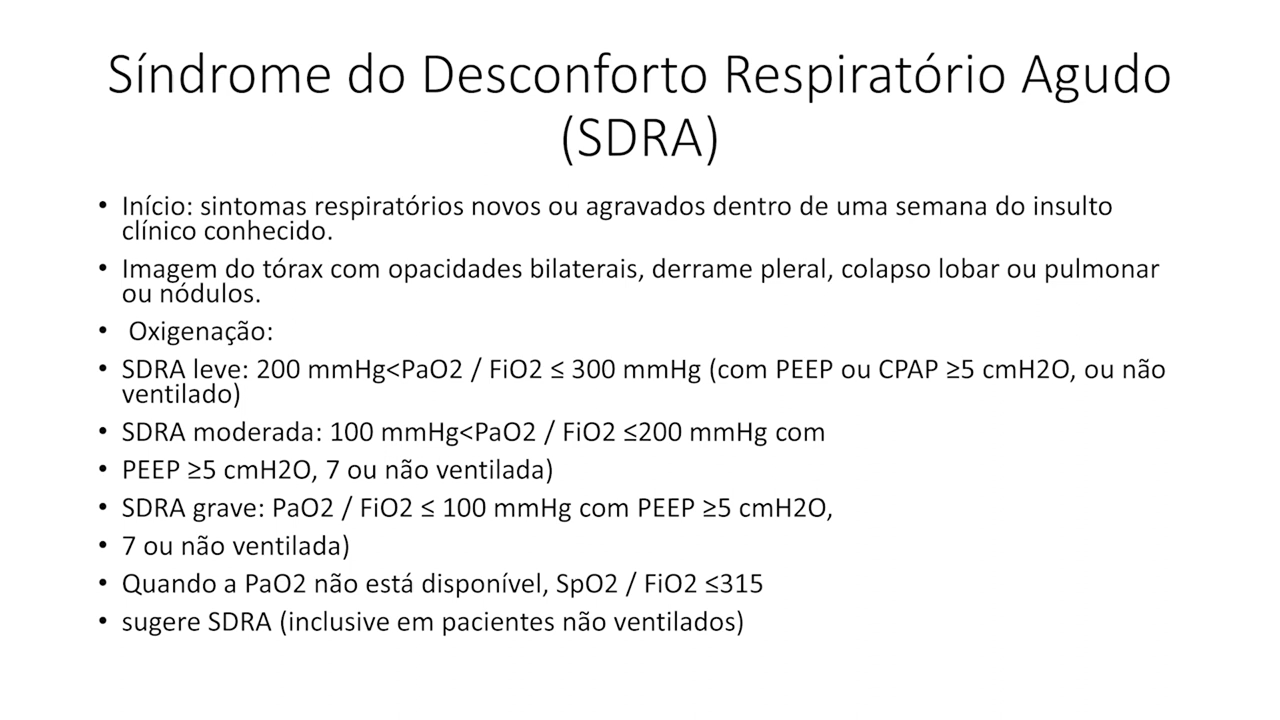 Síndrome do Desconforto Respiratório Agudo
(SDRA)
• Início: sintomas respiratórios novos ou agravados dentro de uma semana do insulto
clínico conhecido.
• Imagem do tórax com opacidades bilaterais, derrame pleral, colapso lobar ou pulmonar
ou nódulos.
• Oxigenação:
• SDRA leve: 200 mmHg<PaO2 / FiO2 ≤ 300 mmHg (com PEEP ou CPAP ≥5 cmH2O, ou não
ventilado)
• SDRA moderada: 100 mmHg<PaO2 / FiO2 ≤200 mmHg com
• PEEP ≥5 cmH2O, 7 ou não ventilada)
• SDRA grave: PaO2 / FiO2 ≤ 100 mmHg com PEEP ≥5 cmH2O,
• 7 ou não ventilada)
• Quando a PaO2 não está disponível, SpO2 / FiO2 ≤315
• sugere SDRA (inclusive em pacientes não ventilados)